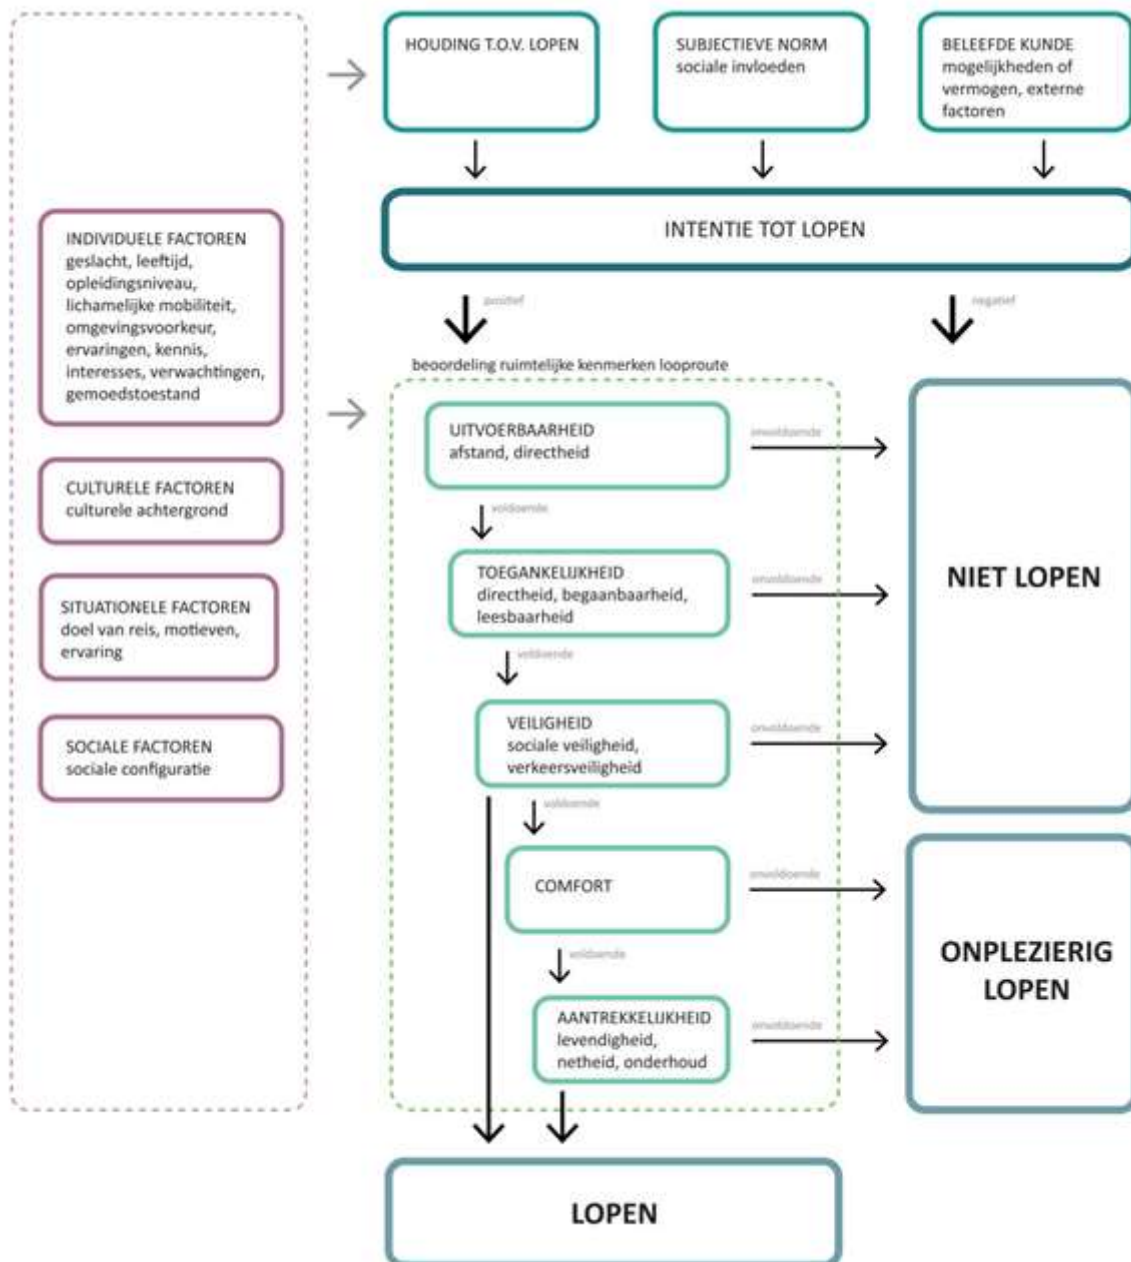 HOUDING T.O.V. LOPEN
SUBJECTIEVE NORM
sociale invloeden
BELEEFDE KUNDE
mogelijkheden of
vermogen, externe
factoren
INTENTIE TOT LOPEN
positief
negatief
INDIVIDUELE FACTOREN
geslacht, leeftijd,
opleidingsniveau,
lichamelijke mobiliteit,
omgevingsvoorkeur,
ervaringen, kennis,
interesses, verwachtingen,
gemoedstoestand
CULTURELE FACTOREN
culturele achtergrond
SITUATIONELE FACTOREN
doel van reis, motieven,
ervaring
SOCIALE FACTOREN
sociale configuratie
beoordeling ruimtelijke kenmerken looproute
UITVOERBAARHEID
afstand, directheid
onvoldoende
voldoende
TOEGANKELIJKHEID
directheid, begaanbaarheid,
leesbaarheid
onvoldoende
voldoende
VEILIGHEID
sociale veiligheid,
verkeersveiligheid
onvoldoende
voldoende
COMFORT
onvoldoende
voldoende
AANTREKKELIJKHEID
levendigheid,
netheid, onderhoud
onvoldoende
NIET LOPEN
ONPLEZIERIG
LOPEN
LOPEN